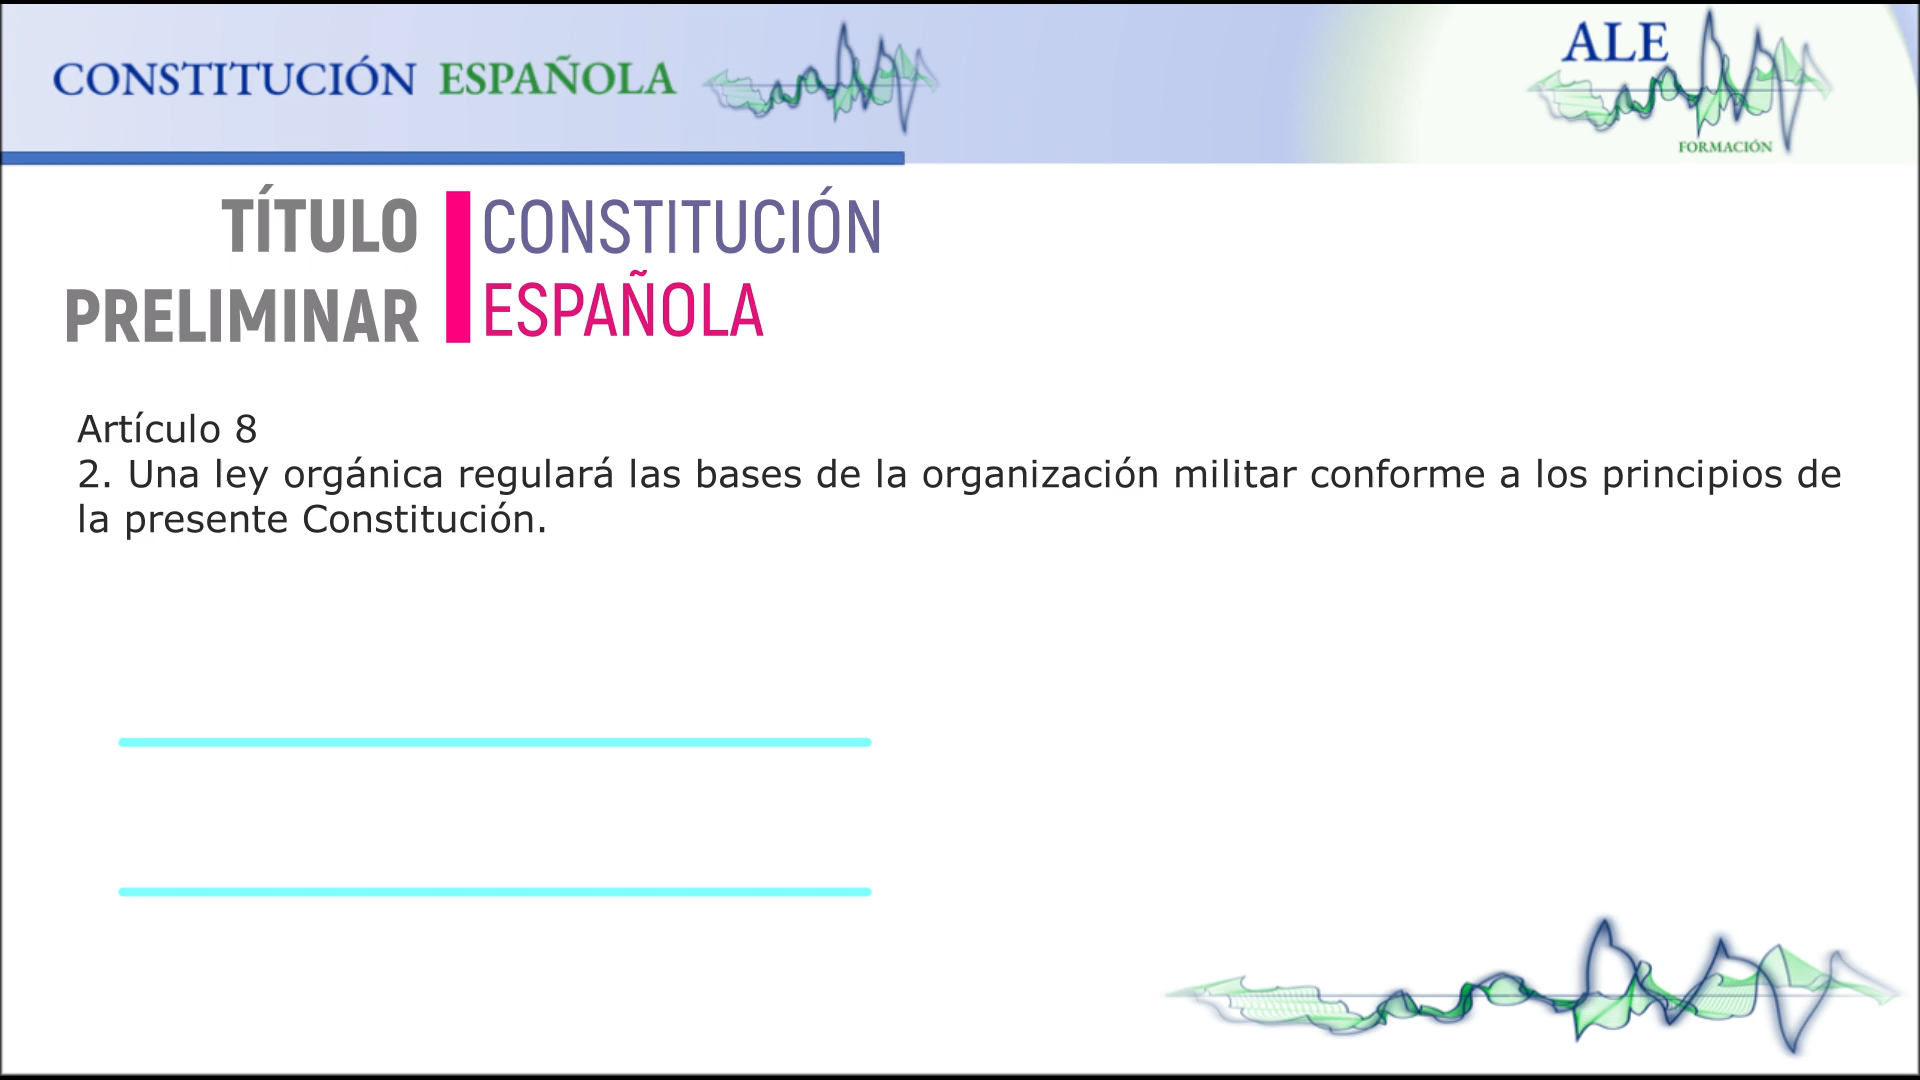 CONSTITUCIÓN ESPAÑOLA
ALE
FORMACIÓN
TÍTULO
PRELIMINAR
CONSTITUCIÓN
ESPAÑOLA
Artículo 8
2. Una ley orgánica regulará las bases de la organización militar conforme a los principios de
la presente Constitución.